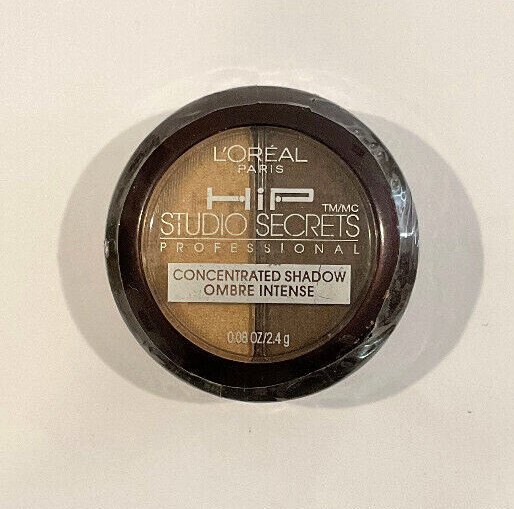 L'ORÉAL
PARIS
HiP
TM/MC
STUDIO SECRETS
PROFESSIONAL
CONCENTRATED SHADOW
OMBRE INTENSE
0.08 OZ/2.4 g